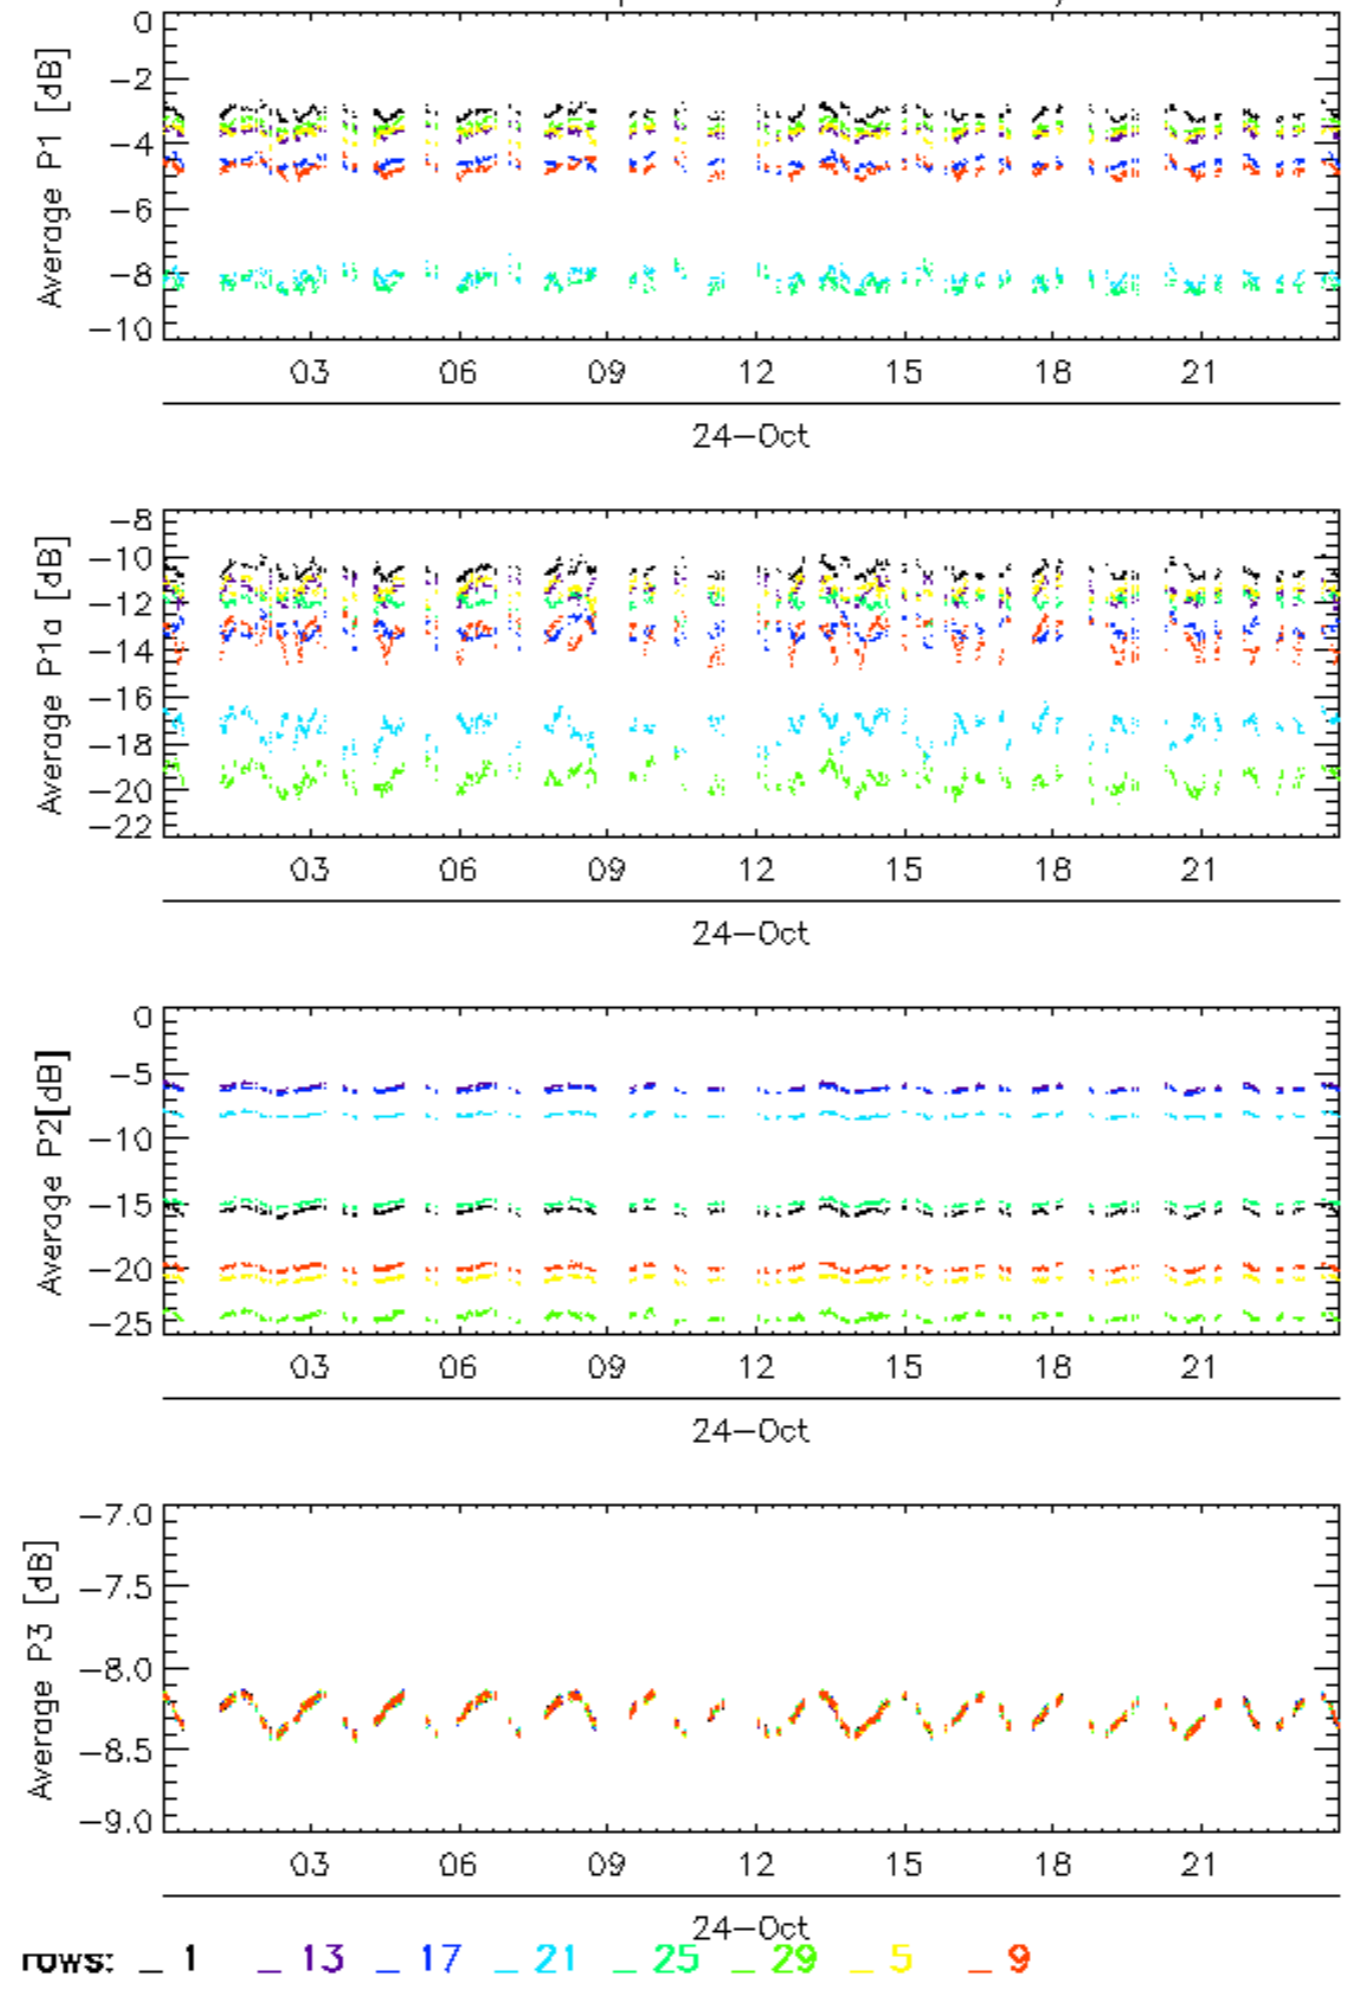 Average P1 [dB]
0
−2
−4
−6
−8
−10
03 06 09 12 15 18 21
24−Oct
Average P1a [dB]
−8
−10
−12
−14
−16
−18
−20
−22
03 06 09 12 15 18 21
24−Oct
Average P2[dB]
0
−5
−10
−15
−20
−25
03 06 09 12 15 18 21
24−Oct
Average P3 [dB]
−7.0
−7.5
−8.0
−8.5
−9.0
03 06 09 12 15 18 21
24−Oct
rows: _ 1 _ 13 _ 17 _ 21 _ 25 _ 29 _ 5 _ 9